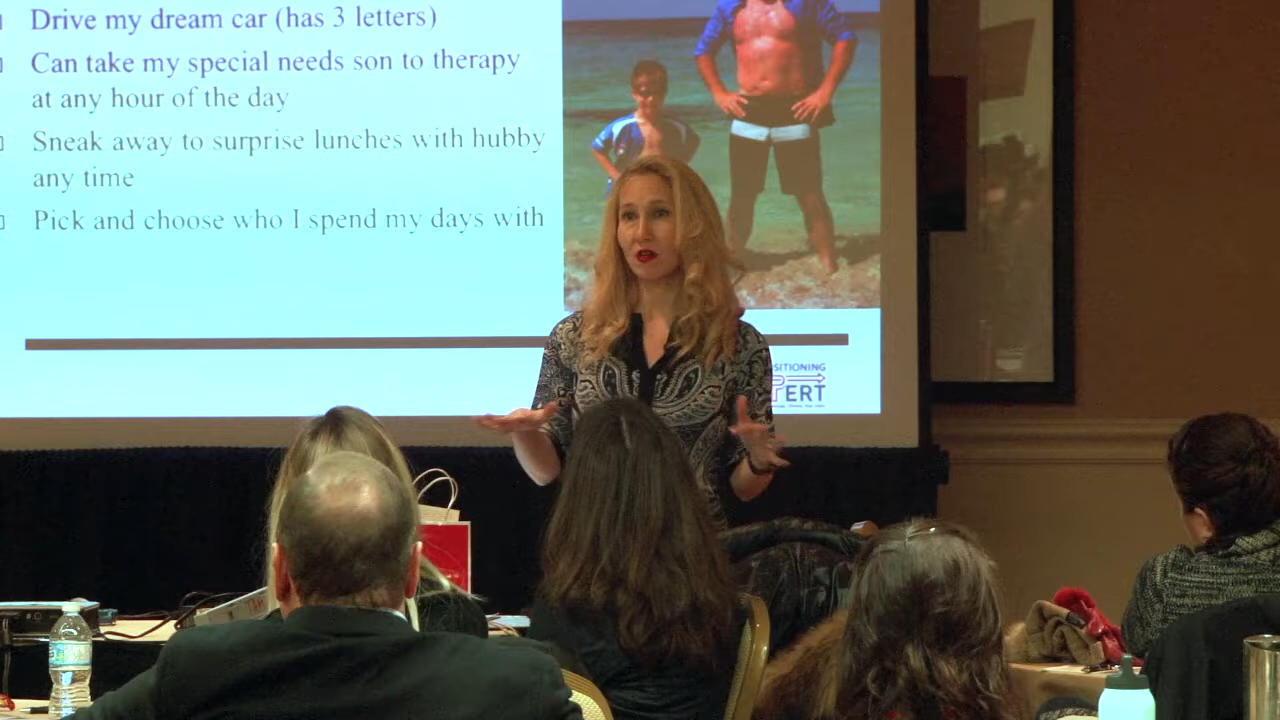 Drive my dream car (has 3 letters)
Can take my special needs son to therapy
at any hour of the day
Sneak away to surprise lunches with hubby
any time
Pick and choose who I spend my days with
SITIONING
PERT